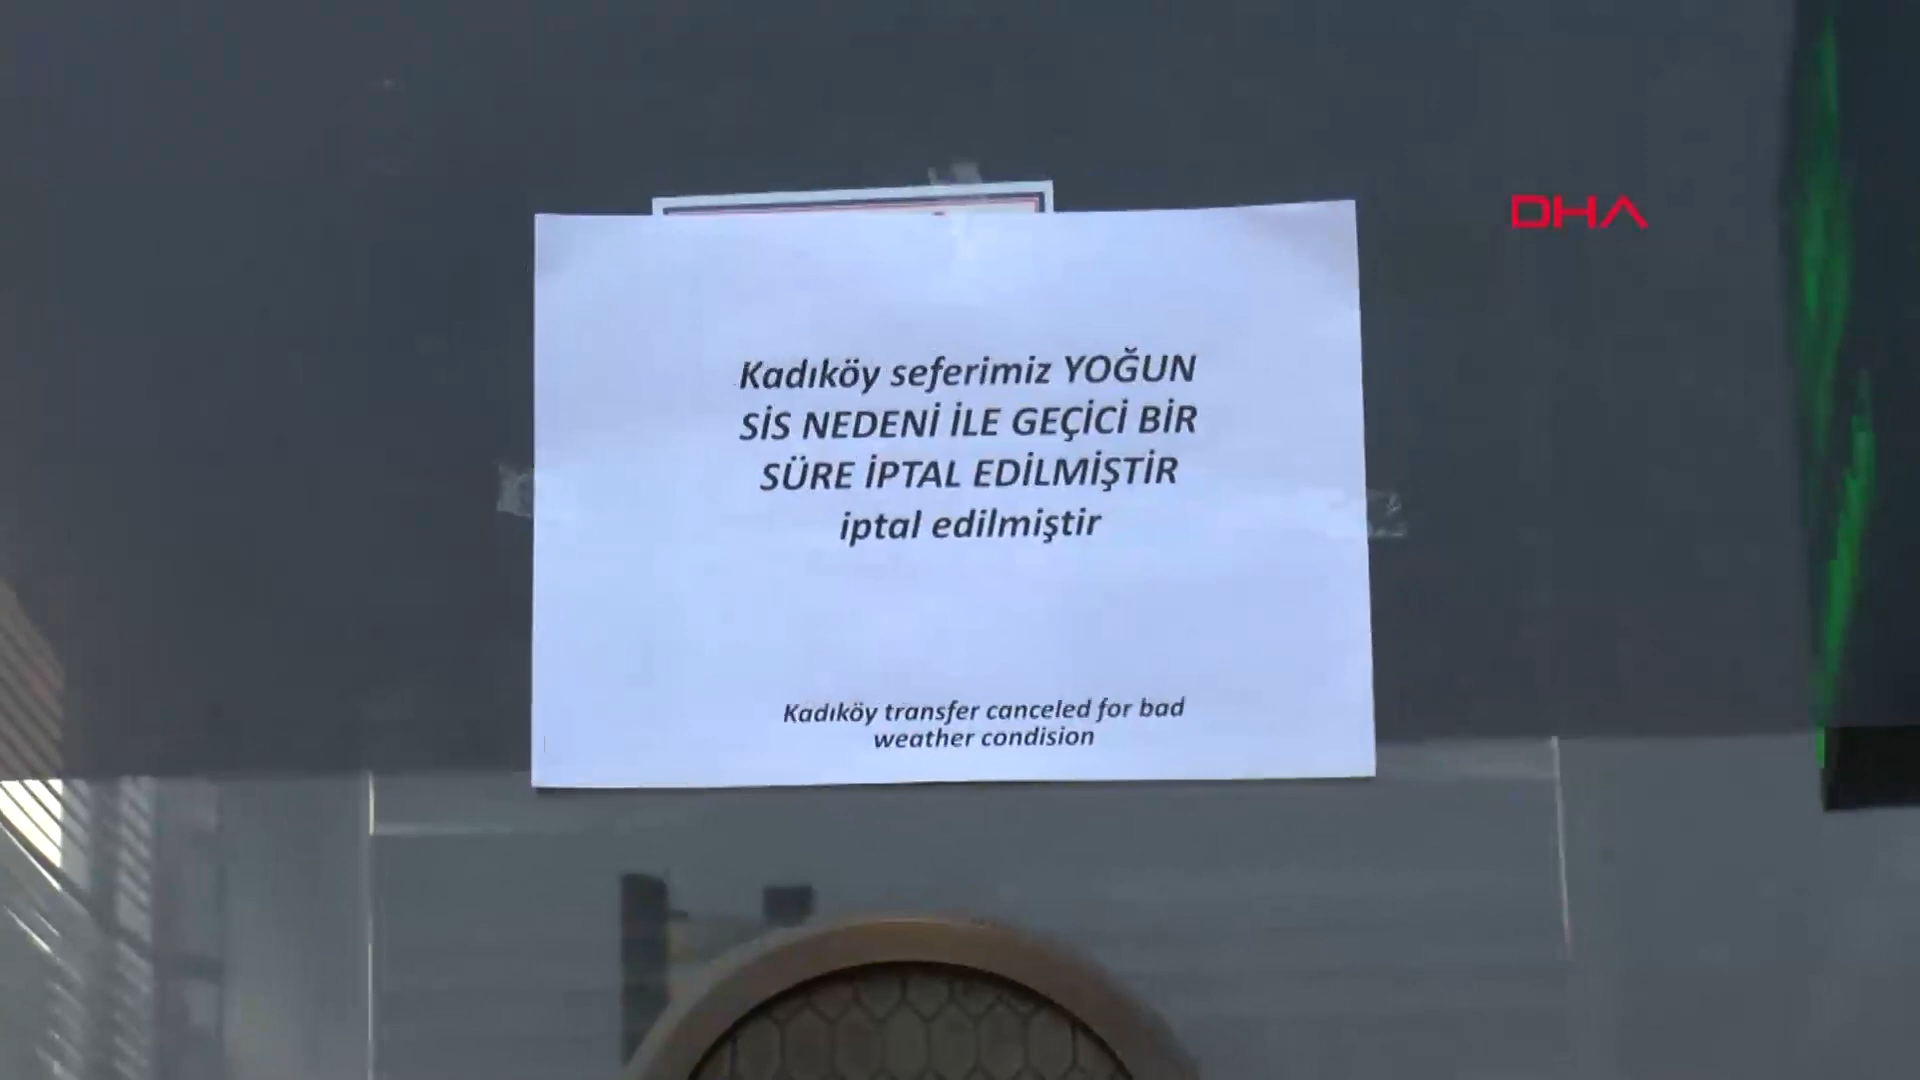 DHA
Kadıköy seferimiz YOĞUN
SİS NEDENİ İLE GEÇİCİ BİR
SÜRE İPTAL EDİLMİŞTİR
iptal edilmiştir
Kadıköy transfer canceled for bad
weather condision